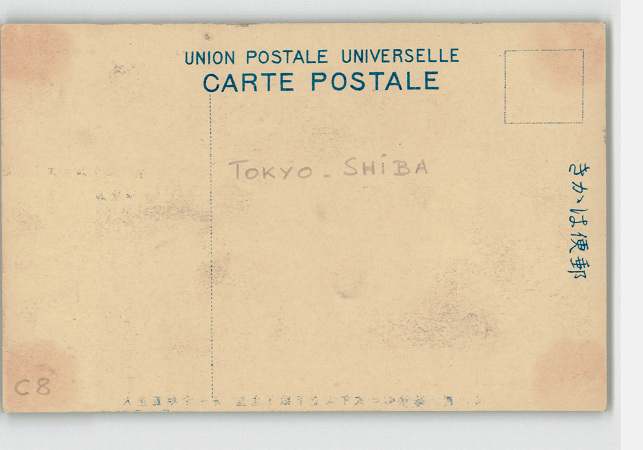 UNION POSTALE UNIVERSELLE
CARTE POSTALE
TOKYO - SHiBA
きかは便郵
C8